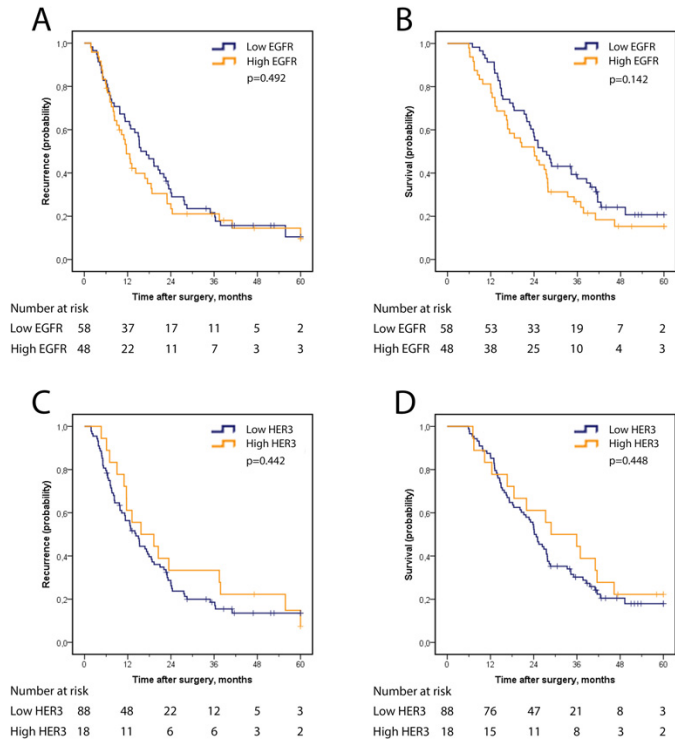 A
Low EGFR
High EGFR
p=0.492
Recurrence (probability)
1,0
0,8
0,6
0,4
0,2
0,0
0 12 24 36 48 60
Time after surgery, months
Number at risk
Low EGFR 58 37 17 11 5 2
High EGFR 48 22 11 7 3 3
B
Low EGFR
High EGFR
p=0.142
Survival (probability)
1,0
0,8
0,6
0,4
0,2
0,0
0 12 24 36 48 60
Time after surgery, months
Number at risk
Low EGFR 58 53 33 19 7 2
High EGFR 48 38 25 10 4 3
C
Low HER3
High HER3
p=0.442
Recurrence (probability)
1,0
0,8
0,6
0,4
0,2
0,0
0 12 24 36 48 60
Time after surgery, months
Number at risk
Low HER3 88 48 22 12 5 3
High HER3 18 11 6 6 3 2
D
Low HER3
High HER3
p=0.448
Survival (probability)
1,0
0,8
0,6
0,4
0,2
0,0
0 12 24 36 48 60
Time after surgery, months
Number at risk
Low HER3 88 76 47 21 8 3
High HER3 18 15 11 8 3 2